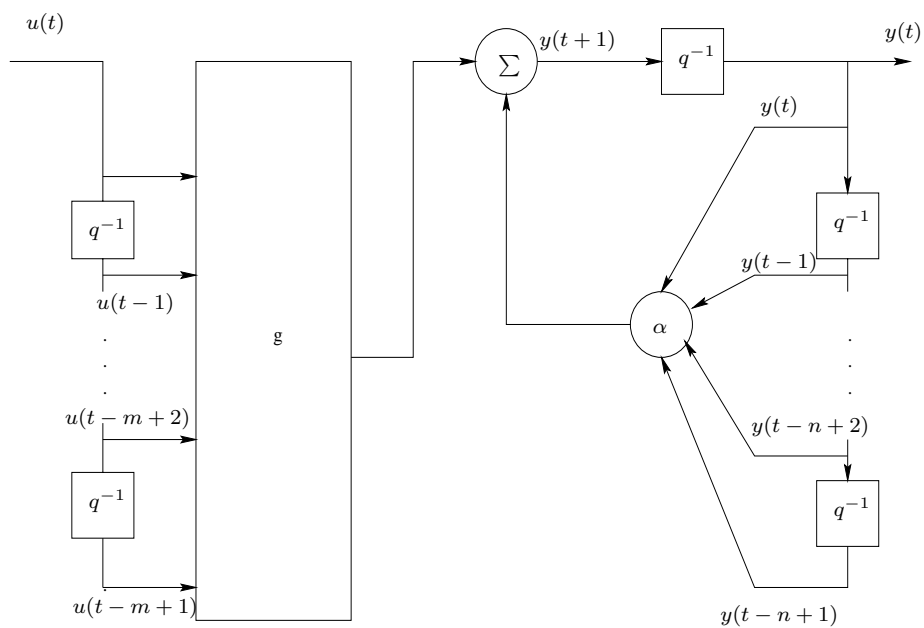 u(t)
y(t+1)
y(t)
∑
q⁻¹
y(t)
q⁻¹
q⁻¹
y(t−1)
u(t−1)
α
g
u(t−m+2)
y(t−n+2)
q⁻¹
q⁻¹
u(t−m+1)
y(t−n+1)